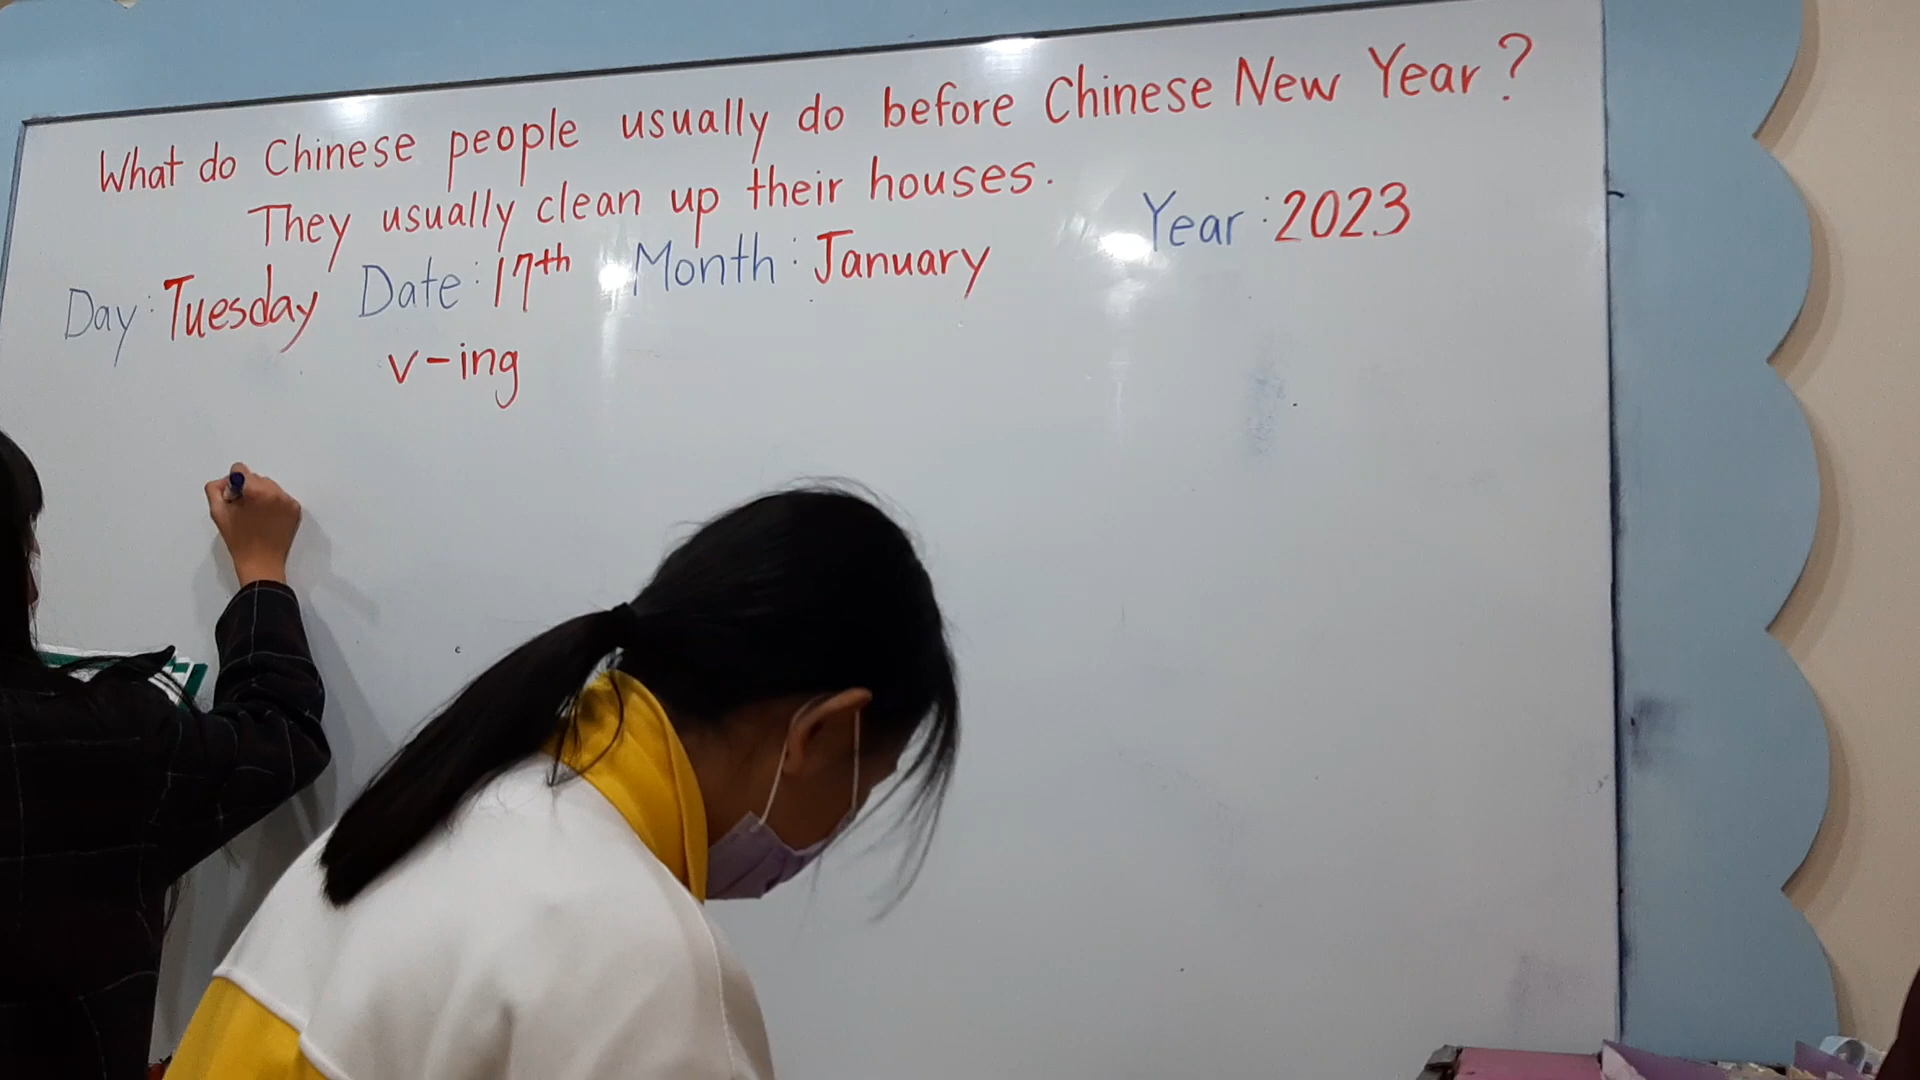 What do Chinese people usually do before Chinese New Year?
They usually clean up their houses.
Day: Tuesday Date: 17th Month: January Year: 2023
v-ing